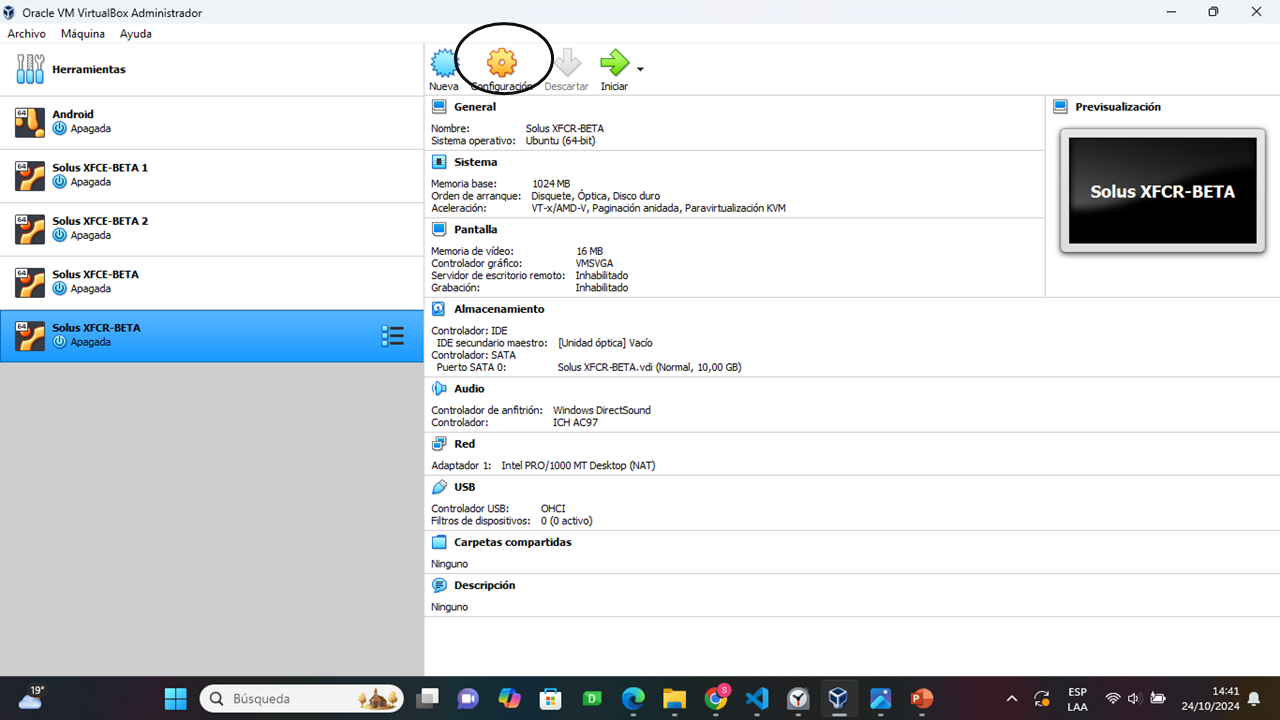 Oracle VM VirtualBox Administrador
Archivo Máquina Ayuda
Herramientas
Nueva Configuración Descartar Iniciar
64 Android
Apagada
64 Solus XFCE-BETA 1
Apagada
64 Solus XFCE-BETA 2
Apagada
64 Solus XFCE-BETA
Apagada
64 Solus XFCR-BETA
Apagada
General
Nombre: Solus XFCR-BETA
Sistema operativo: Ubuntu (64-bit)
Sistema
Memoria base: 1024 MB
Orden de arranque: Disquete, Óptica, Disco duro
Aceleración: VT-x/AMD-V, Paginación anidada, Paravirtualización KVM
Pantalla
Memoria de vídeo: 16 MB
Controlador gráfico: VMSVGA
Servidor de escritorio remoto: Inhabilitado
Grabación: Inhabilitado
Almacenamiento
Controlador: IDE
IDE secundario maestro: [Unidad óptica] Vacío
Controlador: SATA
Puerto SATA 0: Solus XFCR-BETA.vdi (Normal, 10,00 GB)
Audio
Controlador de anfitrión: Windows DirectSound
Controlador: ICH AC97
Red
Adaptador 1: Intel PRO/1000 MT Desktop (NAT)
USB
Controlador USB: OHCI
Filtros de dispositivos: 0 (0 activo)
Carpetas compartidas
Ninguno
Descripción
Ninguno
Previsualización
Solus XFCR-BETA
19°
Búsqueda
D
S
P
ESP
LAA
14:41
24/10/2024